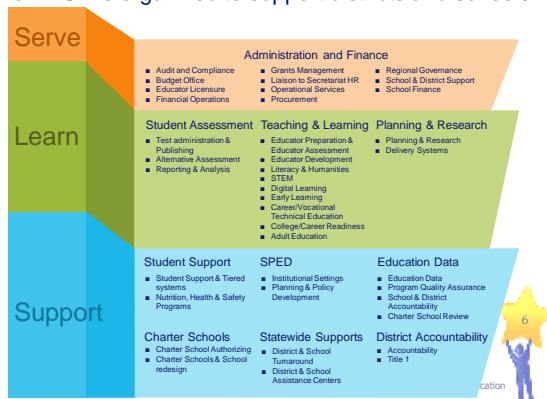 Serve
Administration and Finance
■ Audit and Compliance
■ Budget Office
■ Educator Licensure
■ Financial Operations
■ Grants Management
■ Liaison to Secretariat HR
■ Operational Services
■ Procurement
■ Regional Governance
■ School & District Support
■ School Finance
Learn
Student Assessment
■ Test administration &
Publishing
■ Alternative Assessment
■ Reporting & Analysis
Teaching & Learning
■ Educator Preparation &
Educator Assessment
■ Educator Development
■ Literacy & Humanities
■ STEM
■ Digital Learning
■ Early Learning
■ Career/Vocational
Technical Education
■ College/Career Readiness
■ Adult Education
Planning & Research
■ Planning & Research
■ Delivery Systems
Support
Student Support
■ Student Support & Tiered
systems
■ Nutrition, Health & Safety
Programs
SPED
■ Institutional Settings
■ Planning & Policy
Development
Education Data
■ Education Data
■ Program Quality Assurance
■ School & District
Accountability
■ Charter School Review
Charter Schools
■ Charter School Authorizing
■ Charter Schools & School
redesign
Statewide Supports
■ District & School
Turnaround
■ District & School
Assistance Centers
District Accountability
■ Accountability
■ Title 1
6